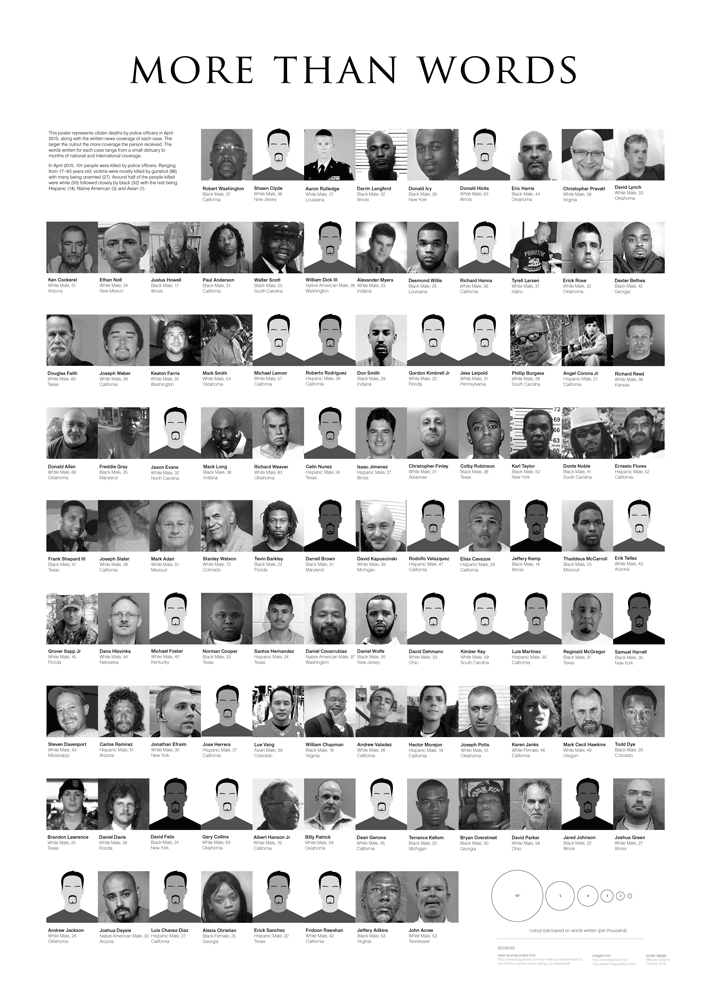 MORE THAN WORDS
This poster represents citizen deaths by police officers in April
2015, along with the written news coverage of each case. The
larger the cutout the more coverage the person received. The
words written for each case range from a small obituary to
months of national and international coverage.
In April 2015, 101 people were killed by police officers. Ranging
from 17-83 years old, victims were mostly killed by gunshot (86)
with many being unarmed (27). Around half of the people killed
were white (50) followed closely by black (32) with the rest being
Hispanic (14), Native American (3) and Asian (1).
Robert Washington Shawn Clyde Aaron Rutledge Darrin Langford Donald Ivy Donald Hicks Eric Harris Christopher Prevatt David Lynch
Black Male, 37 White Male, 36 White Male, 27 Black Male, 32 Black Male, 39 White Male, 63 Black Male, 44 White Male, 38 White Male, 33
California New Jersey Louisiana Illinois New York Illinois Oklahoma Virginia Oklahoma
Ken Cockerel Ethan Noll Justus Howell Paul Anderson Walter Scott William Dick III Alexander Myers Desmond Willis Richard Hanna Tyrell Larsen Erick Rose Dexter Bethea
White Male, 51 White Male, 34 Black Male, 17 Black Male, 31 Black Male, 50 Native American Male, 28 White Male, 23 Black Male, 25 White Male, 56 White Male, 31 White Male, 32 Black Male, 42
Arizona New Mexico Illinois California South Carolina Washington Indiana Louisiana California Idaho Oklahoma Georgia
Douglas Faith Joseph Weber Keaton Farris Mark Smith Michael Lemon Roberto Rodriguez Don Smith Gordon Kimbrell Jr Jess Leipold Phillip Burgess Angel Corona Jr Richard Reed
White Male, 60 White Male, 28 White Male, 25 White Male, 54 White Male, 57 Hispanic Male, 39 Black Male, 29 White Male, 22 White Male, 31 White Male, 28 Hispanic Male, 21 White Male, 38
Texas California Washington Oklahoma California California Indiana Florida Pennsylvania South Carolina California Kansas
Donald Allen Freddie Gray Jason Evans Mack Long Richard Weaver Celin Nunez Isaac Jimenez Christopher Finley Colby Robinson Karl Taylor Donte Noble Ernesto Flores
White Male, 66 Black Male, 25 White Male, 32 Black Male, 36 White Male, 83 Hispanic Male, 24 Hispanic Male, 27 White Male, 31 Black Male, 26 Black Male, 52 Black Male, 41 Hispanic Male, 52
Oklahoma Maryland North Carolina Indiana Oklahoma Texas Illinois Arkansas Texas New York South Carolina California
Frank Shepard III Joseph Slater Mark Adair Stanley Watson Tevin Barkley Darrell Brown David Kapuscinski Rodolfo Velazquez Elias Cavazos Jeffery Kemp Thaddeus McCarroll Erik Tellez
Black Male, 41 White Male, 28 White Male, 51 White Male, 72 Black Male, 22 Black Male, 31 White Male, 39 Hispanic Male, 47 Hispanic Male, 29 Black Male, 18 Black Male, 23 White Male, 43
Texas California Missouri Colorado Florida Maryland Michigan California California Illinois Missouri Arizona
Grover Sapp Jr Dana Hlavinka Michael Foster Norman Cooper Santos Hernandez Daniel Covarrubias Daniel Wolfe David Dehmann Kimber Key Luis Martinez Reginald McGregor Samuel Harrell
White Male, 45 White Male, 44 White Male, 40 Black Male, 33 Hispanic Male, 24 Native American Male, 37 Black Male, 35 White Male, 33 White Male, 59 Hispanic Male, 35 Black Male, 31 Black Male, 30
Florida Nebraska Kentucky Texas Texas Washington New Jersey Ohio South Carolina California Texas New York
Steven Davenport Carlos Ramirez Jonathan Efraim Jose Herrera Lue Vang William Chapman Andrew Valadez Hector Morejon Joseph Potts Karen Janks Mark Cecil Hawkins Todd Dye
White Male, 43 Hispanic Male, 51 White Male, 30 Hispanic Male, 27 Asian Male, 39 Black Male, 18 White Male, 26 Hispanic Male, 19 White Male, 51 White Female, 46 White Male, 49 Black Male, 20
Mississippi Arizona New York California Colorado Virginia California California Oklahoma California Oregon Colorado
Brandon Lawrence Daniel Davis David Felix Gary Collins Albert Hanson Jr Billy Patrick Dean Genova Terrance Kellom Bryan Overstreet David Parker Jared Johnson Joshua Green
White Male, 25 White Male, 58 Black Male, 24 White Male, 63 White Male, 76 White Male, 29 White Male, 45 Black Male, 20 Black Male, 30 White Male, 58 Black Male, 22 White Male, 27
Texas Florida New York Oklahoma California Oklahoma California Michigan Georgia Ohio Illinois Illinois
Andrew Jackson Joshua Deysie Luis Chavez-Diaz Alexia Christian Erick Sanchez Fridoon Rawshan Jeffery Adkins John Acree
White Male, 26 Native American Male, 33 Hispanic Male, 27 Black Female, 25 Hispanic Male, 22 White Male, 42 Black Male, 53 White Male, 53
Oklahoma Arizona California Georgia Texas California Virginia Tennessee
cutout size based on words written (per thousand)
SOURCES